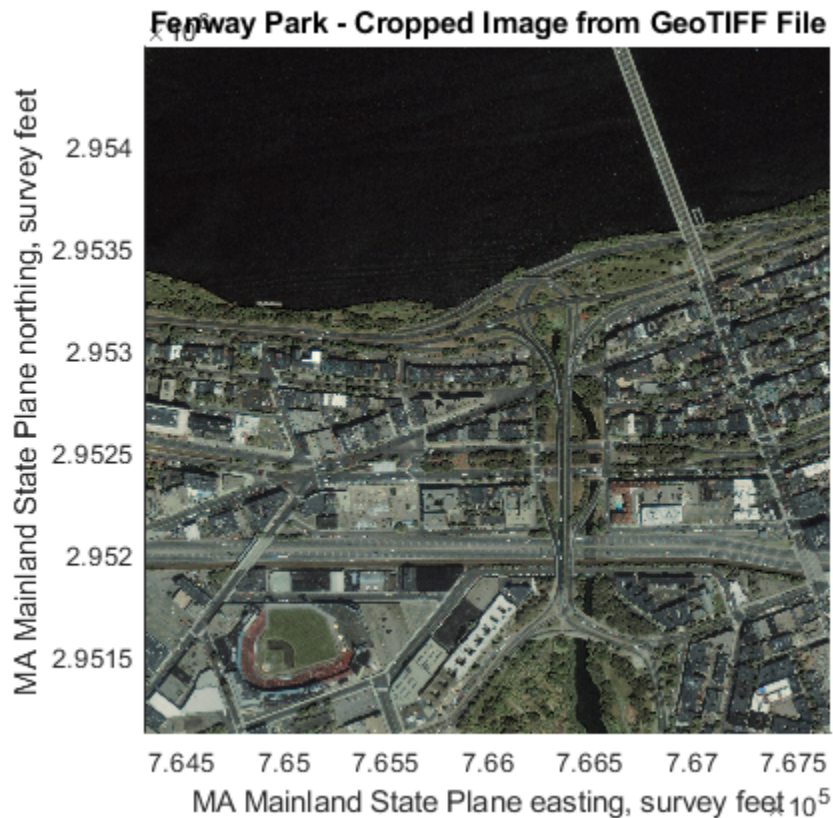 Fenway Park - Cropped Image from GeoTIFF File
× 10⁶
MA Mainland State Plane northing, survey feet
2.954
2.9535
2.953
2.9525
2.952
2.9515
7.645 7.65 7.655 7.66 7.665 7.67 7.675
MA Mainland State Plane easting, survey feet
× 10⁵